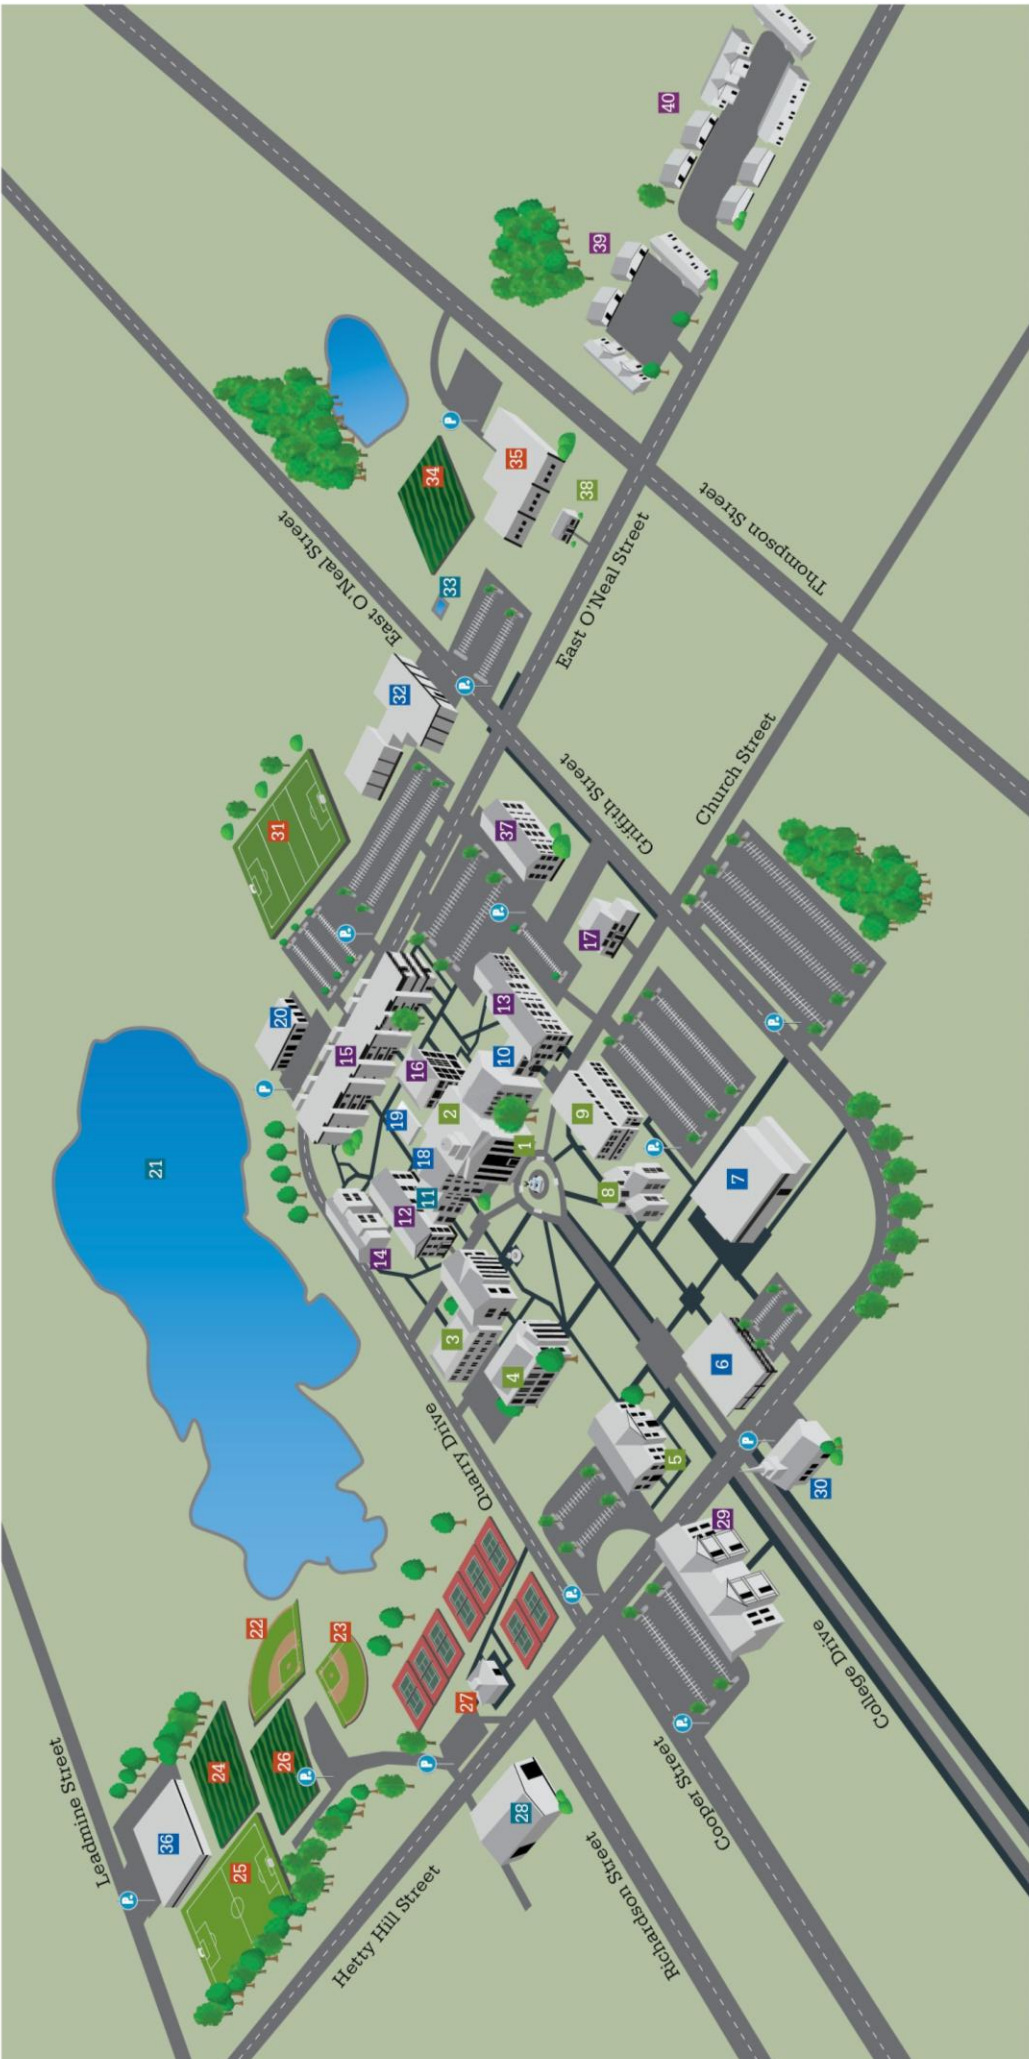 Leadmine Street
Hetty Hill Street
Richardson Street
Cooper Street
College Drive
Quarry Drive
East O'Neal Street
East O'Neal Street
Griffith Street
Church Street
Thompson Street
1
2
3
4
5
6
7
8
9
10
11
12
13
14
15
16
17
18
19
20
21
22
23
24
25
26
27
28
29
30
31
32
33
34
35
36
37
38
39
40
P
P
P
P
P
P
P
P
P
P
P
P
P